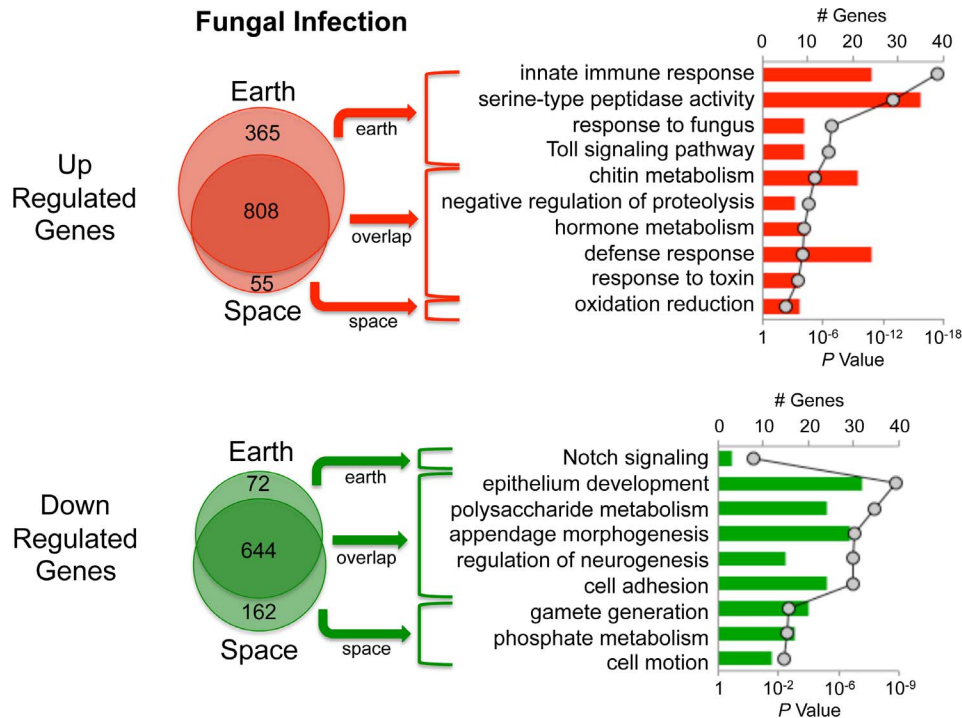 Fungal Infection
Up
Regulated
Genes
Earth
365
808
55
Space
earth
overlap
space
# Genes
0 10 20 30 40
innate immune response
serine-type peptidase activity
response to fungus
Toll signaling pathway
chitin metabolism
negative regulation of proteolysis
hormone metabolism
defense response
response to toxin
oxidation reduction
1 10-6 10-12 10-18
P Value
Down
Regulated
Genes
Earth
72
644
162
Space
earth
overlap
space
# Genes
0 10 20 30 40
Notch signaling
epithelium development
polysaccharide metabolism
appendage morphogenesis
regulation of neurogenesis
cell adhesion
gamete generation
phosphate metabolism
cell motion
1 10-2 10-6 10-9
P Value